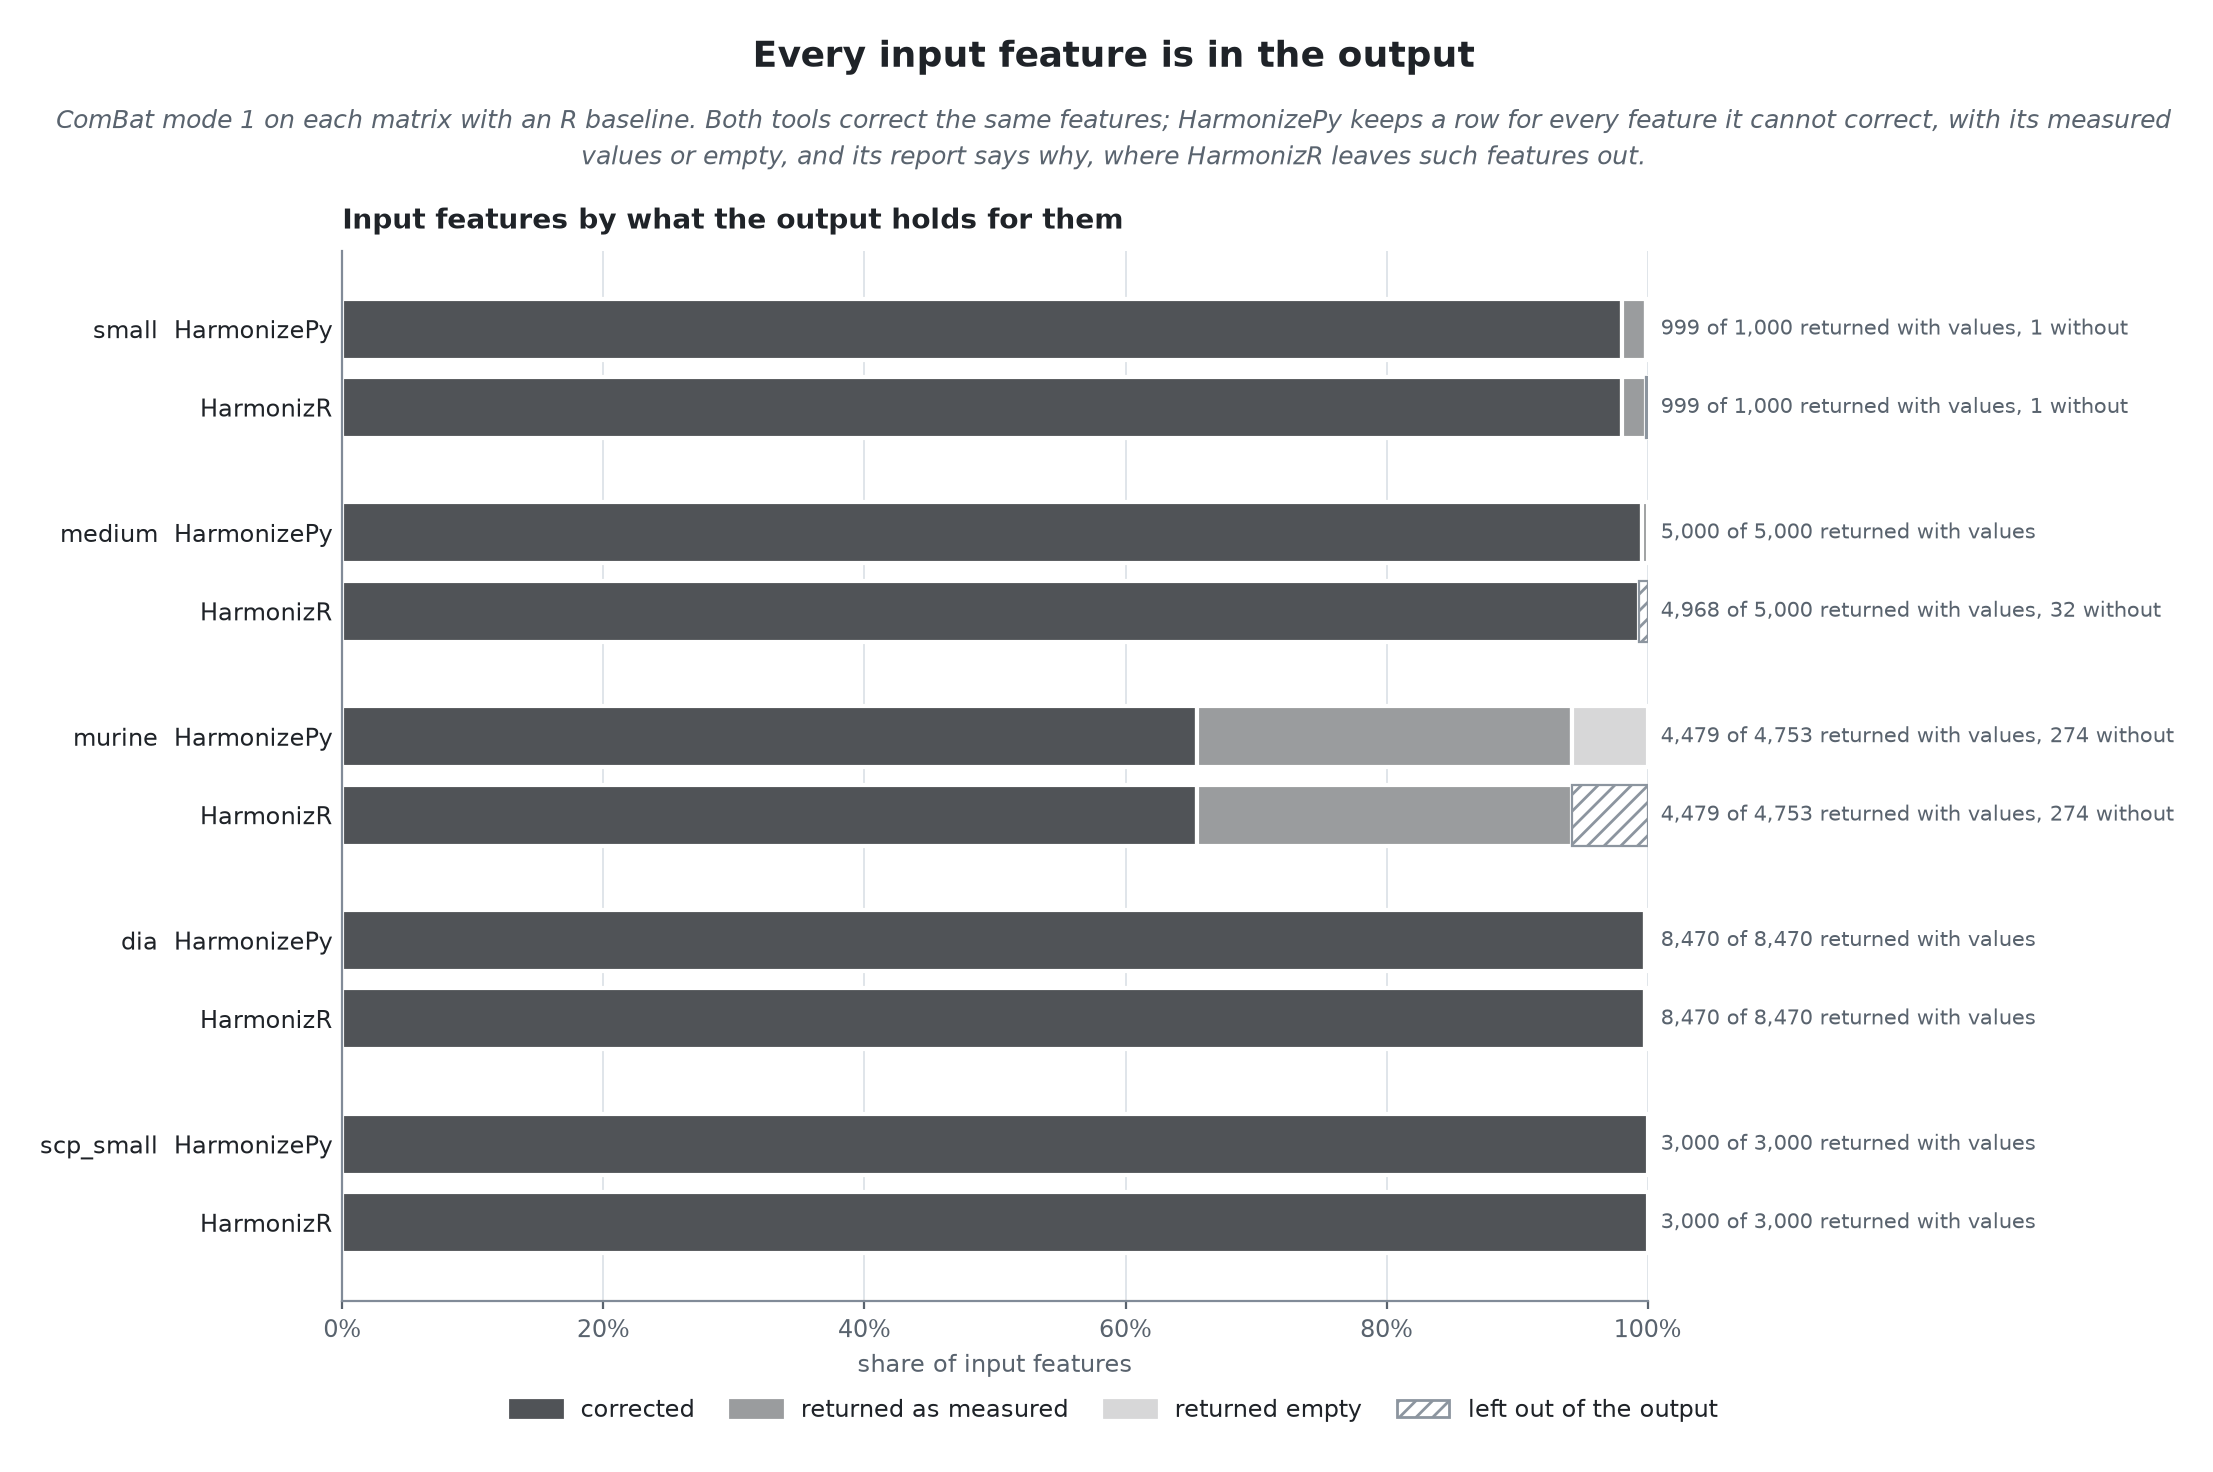 Every input feature is in the output
ComBat mode 1 on each matrix with an R baseline. Both tools correct the same features; HarmonizePy keeps a row for every feature it cannot correct, with its measured
values or empty, and its report says why, where HarmonizR leaves such features out.
Input features by what the output holds for them
small HarmonizePy 999 of 1,000 returned with values, 1 without
HarmonizR 999 of 1,000 returned with values, 1 without
medium HarmonizePy 5,000 of 5,000 returned with values
HarmonizR 4,968 of 5,000 returned with values, 32 without
murine HarmonizePy 4,479 of 4,753 returned with values, 274 without
HarmonizR 4,479 of 4,753 returned with values, 274 without
dia HarmonizePy 8,470 of 8,470 returned with values
HarmonizR 8,470 of 8,470 returned with values
scp_small HarmonizePy 3,000 of 3,000 returned with values
HarmonizR 3,000 of 3,000 returned with values
0% 20% 40% 60% 80% 100%
share of input features
corrected returned as measured returned empty left out of the output